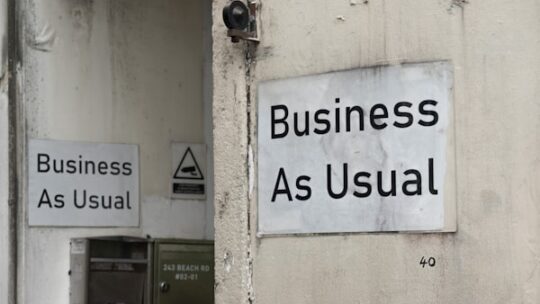 Business
As Usual
243 BEACH RD
#02-01
Business
As Usual
40